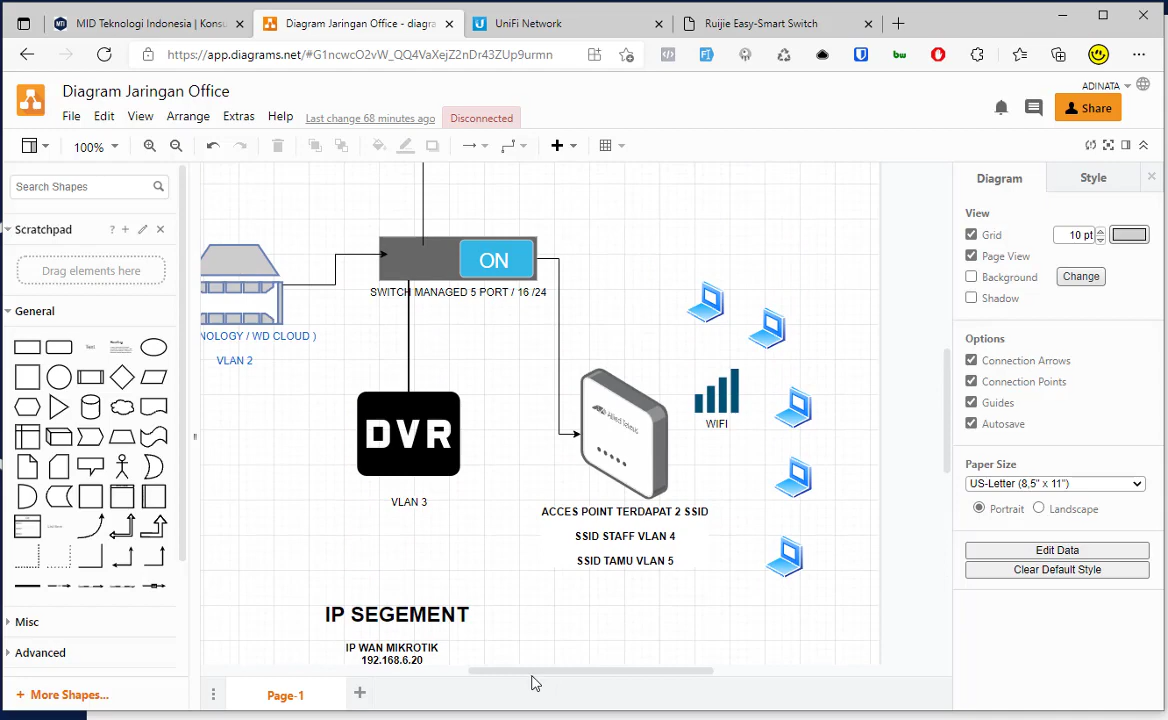 MID Teknologi Indonesia | Konsu
Diagram Jaringan Office - diagra
UniFi Network
Ruijie Easy-Smart Switch
https://app.diagrams.net/#G1ncwcO2vW_QQ4VaXejZ2nDr43ZUp9urmn
Diagram Jaringan Office
ADINATA
File Edit View Arrange Extras Help Last change 68 minutes ago Disconnected
Share
100%
Search Shapes
Scratchpad
Drag elements here
General
Misc
Advanced
+ More Shapes...
ON
SWITCH MANAGED 5 PORT / 16 /24
NOLOGY / WD CLOUD )
VLAN 2
DVR
VLAN 3
Allied Telesis
WIFI
ACCES POINT TERDAPAT 2 SSID
SSID STAFF VLAN 4
SSID TAMU VLAN 5
IP SEGEMENT
IP WAN MIKROTIK
192.168.6.20
Page-1
Diagram Style
View
Grid 10 pt
Page View
Background Change
Shadow
Options
Connection Arrows
Connection Points
Guides
Autosave
Paper Size
US-Letter (8,5" x 11")
Portrait Landscape
Edit Data
Clear Default Style